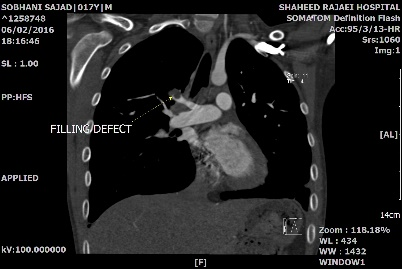 SOBHANI SAJAD|017Y|M
^1258748
06/02/2016
18:16:46
SL : 1.00
PP:HFS
APPLIED
kV:100.000000
SHAHEED RAJAEI HOSPITAL
SOMATOM Definition Flash
Acc:95/3/13-HR
Srs:1060
Img:1
FILLING DEFECT
[AL]
14cm
[F]
Zoom : 118.18%
WL : 434
WW : 1432
WINDOW1